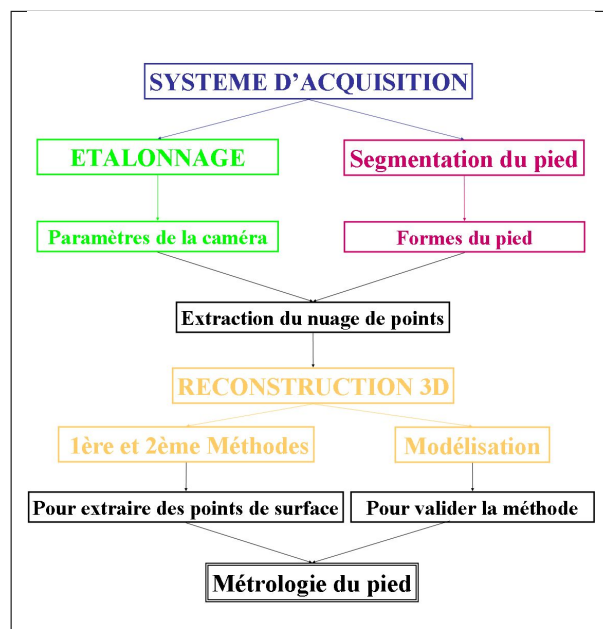 SYSTEME D'ACQUISITION
ETALONNAGE
Segmentation du pied
Paramètres de la caméra
Formes du pied
Extraction du nuage de points
RECONSTRUCTION 3D
1ère et 2ème Méthodes
Modélisation
Pour extraire des points de surface
Pour valider la méthode
Métrologie du pied